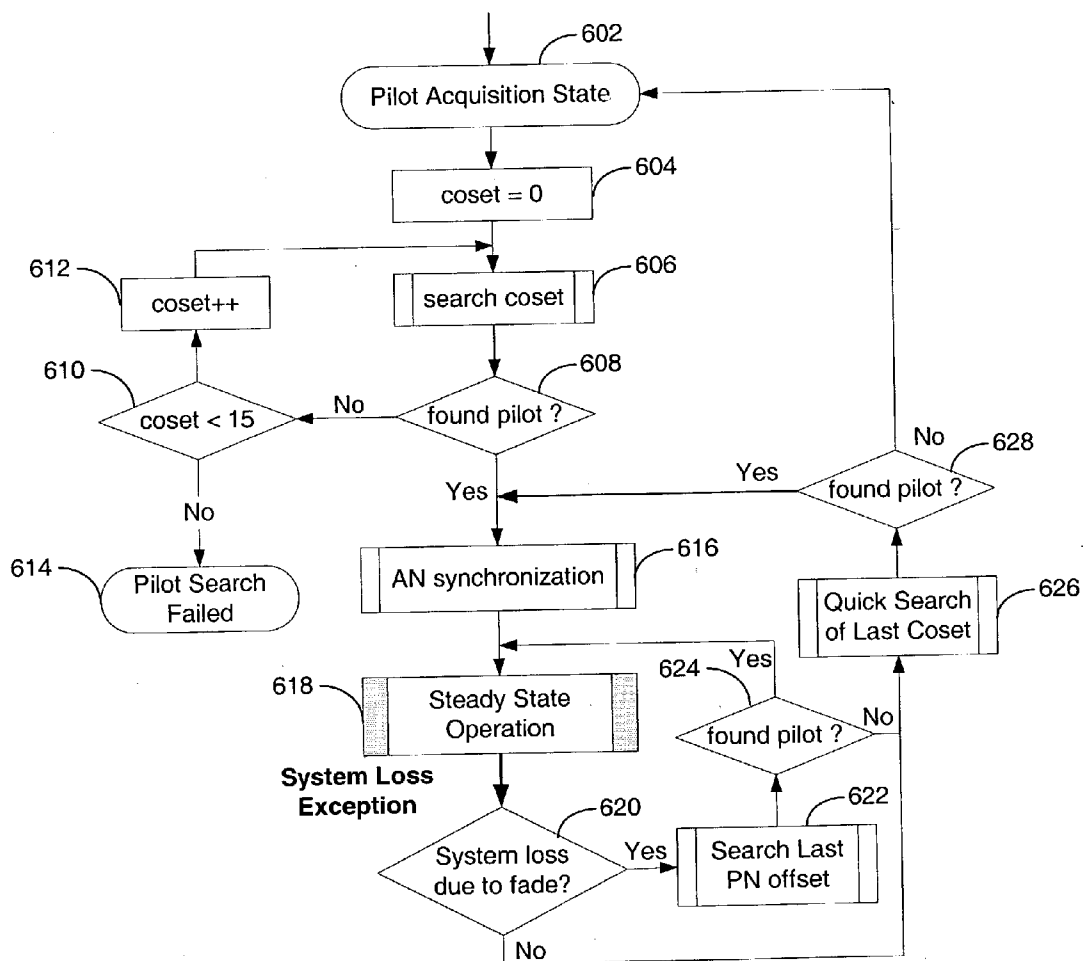 602
Pilot Acquisition State
604
coset = 0
612
coset++
606
search coset
610
coset < 15
No
608
found pilot ?
No
628
found pilot ?
Yes
Yes
No
614
Pilot Search
Failed
AN synchronization
616
Quick Search
of Last Coset
626
Yes
618
Steady State
Operation
624
found pilot ?
No
System Loss
Exception
620
622
System loss
due to fade?
Yes
Search Last
PN offset
No